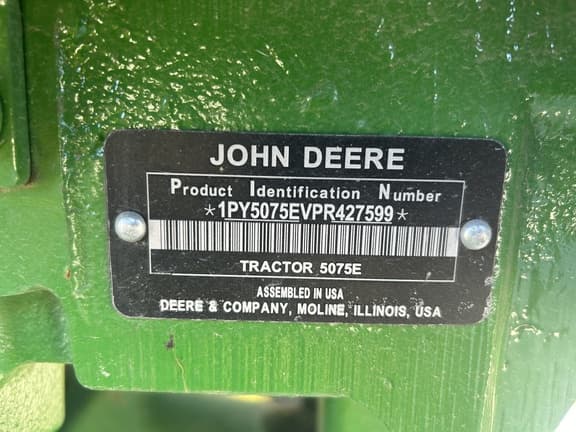 JOHN DEERE
Product Identification Number
*1PY5075EVPR427599*
TRACTOR 5075E
ASSEMBLED IN USA
DEERE & COMPANY, MOLINE, ILLINOIS, USA